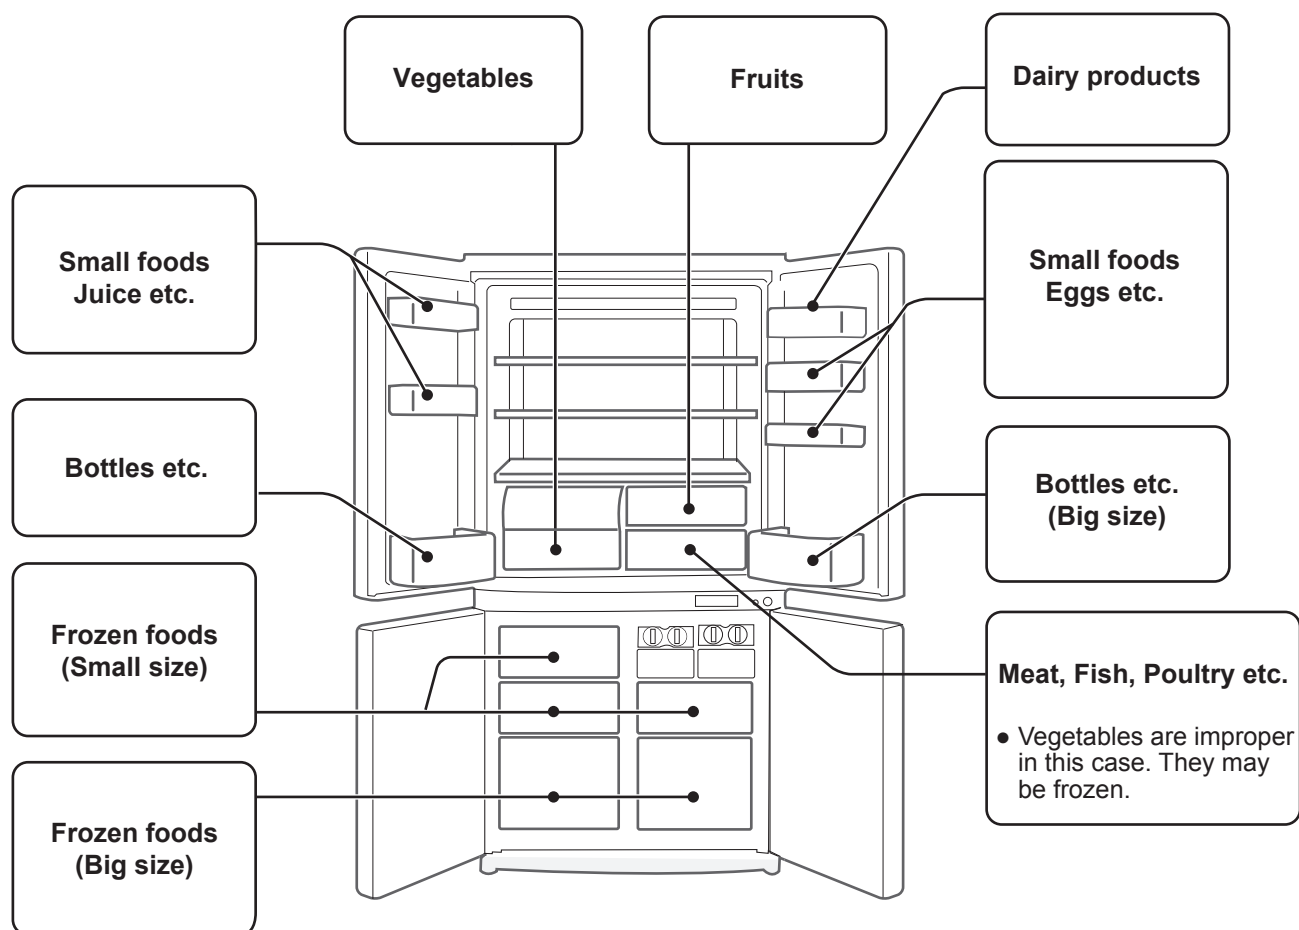 Vegetables
Fruits
Dairy products
Small foods
Juice etc.
Small foods
Eggs etc.
Bottles etc.
Bottles etc.
(Big size)
Frozen foods
(Small size)
Meat, Fish, Poultry etc.
● Vegetables are improper
in this case. They may
be frozen.
Frozen foods
(Big size)